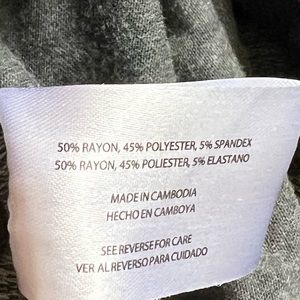 50% RAYON, 45% POLYESTER, 5% SPANDEX
50% RAYON, 45% POLIESTER, 5% ELASTANO
MADE IN CAMBODIA
HECHO EN CAMBOYA
SEE REVERSE FOR CARE
VER AL REVERSO PARA CUIDADO